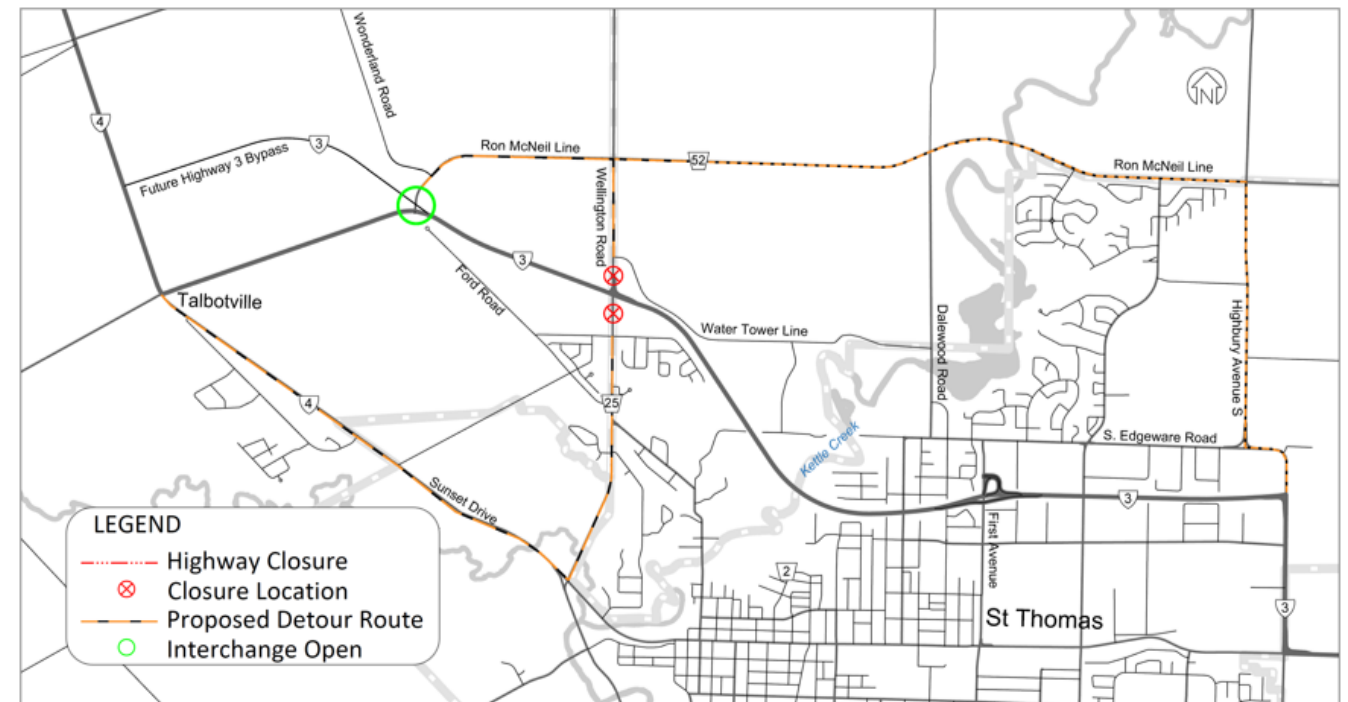 Wonderland Road
4
3
Future Highway 3 Bypass
Ron McNeil Line
52
Ron McNeil Line
N
Wellington Road
3
Ford Road
Talbotville
Water Tower Line
Dalewood Road
Highbury Avenue S
4
25
Kettle Creek
S. Edgeware Road
Sunset Drive
3
First Avenue
2
St Thomas
3
LEGEND
Highway Closure
Closure Location
Proposed Detour Route
Interchange Open